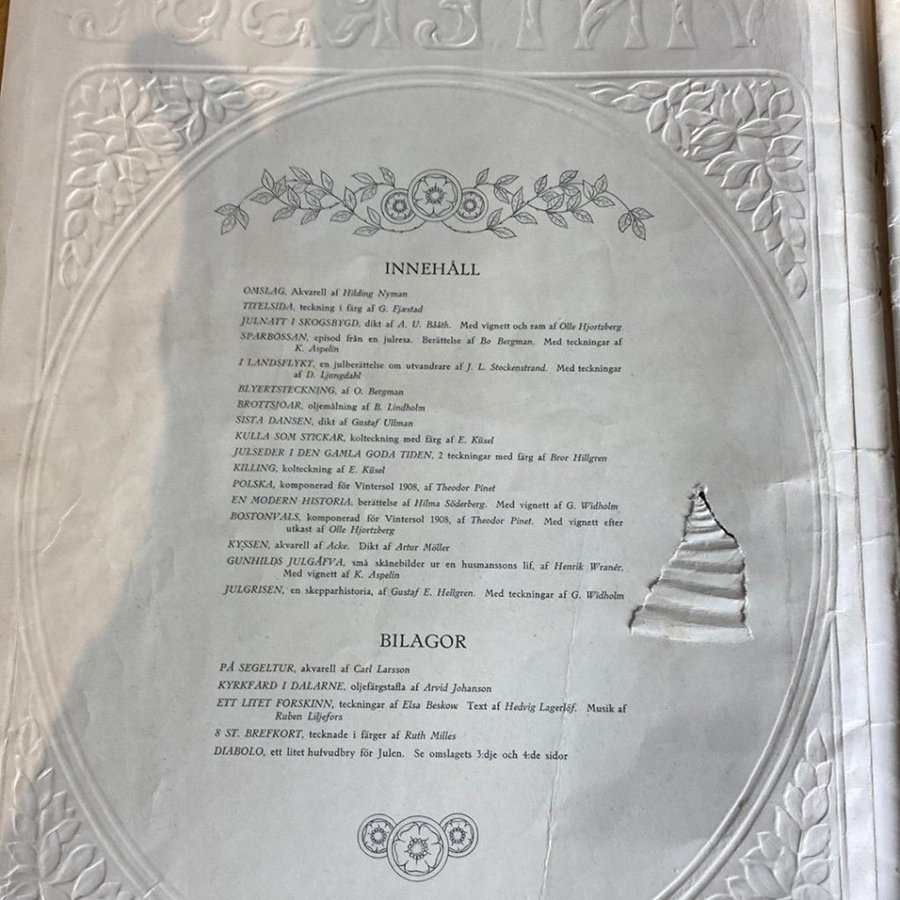 INNEHÅLL
OMSLAG, Akvarell af Hilding Nyman
TITELSIDA, teckning i färg af G. Fjæstad
JULNATT I SKOGSBYGD, dikt af A. U. Bååth. Med vignett och ram af Olle Hjortzberg
SPARBÖSSAN, episod från en julresa. Berättelse af Bo Bergman. Med teckningar af
K. Aspelin
I LANDSFLYKT, en julberättelse om utvandrare af J. L. Stockenstrand. Med teckningar
af D. Ljungdahl
BLYERTSTECKNING, af O. Bergman
BROTTSJÖAR, oljemålning af B. Lindholm
SISTA DANSEN, dikt af Gustaf Ullman
KULLA SOM STICKAR, kolteckning med färg af E. Küsel
JULSEDER I DEN GAMLA GODA TIDEN, 2 teckningar med färg af Bror Hillgren
KILLING, kolteckning af E. Küsel
POLSKA, komponerad för Vintersol 1908, af Theodor Pinet
EN MODERN HISTORIA, berättelse af Hilma Söderberg. Med vignett af G. Widholm
BOSTONVALS, komponerad för Vintersol 1908, af Theodor Pinet. Med vignett efter
utkast af Olle Hjortzberg
KYSSEN, akvarell af Acke. Dikt af Artur Möller
GUNHILDS JULGÅFVA, små skånebilder ur en husmanssons lif, af Henrik Wranér.
Med vignett af K. Aspelin
JULGRISEN, en skepparhistoria, af Gustaf E. Hellgren. Med teckningar af G. Widholm
BILAGOR
PÅ SEGELTUR, akvarell af Carl Larsson
KYRKFÄRD I DALARNE, oljefärgstafla af Arvid Johanson
ETT LITET FORSKINN, teckningar af Elsa Beskow. Text af Hedvig Lagerlöf. Musik af
Ruben Liljefors
8 ST. BREFKORT, tecknade i färger af Ruth Milles
DIABOLO, ett litet hufvudbry för Julen. Se omslagets 3:dje och 4:de sidor